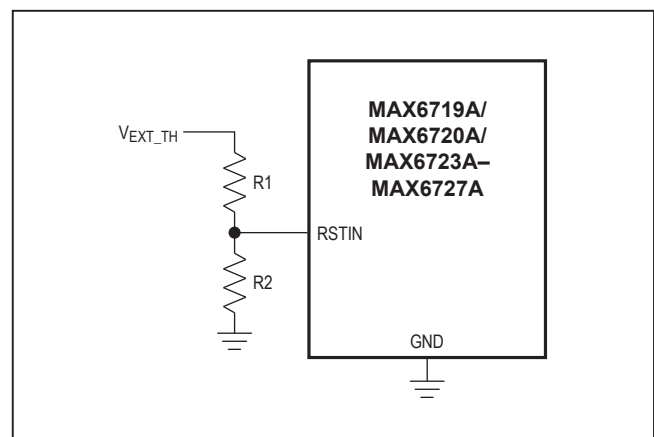 MAX6719A/
MAX6720A/
MAX6723A–
MAX6727A
VEXT_TH
R1
RSTIN
R2
GND